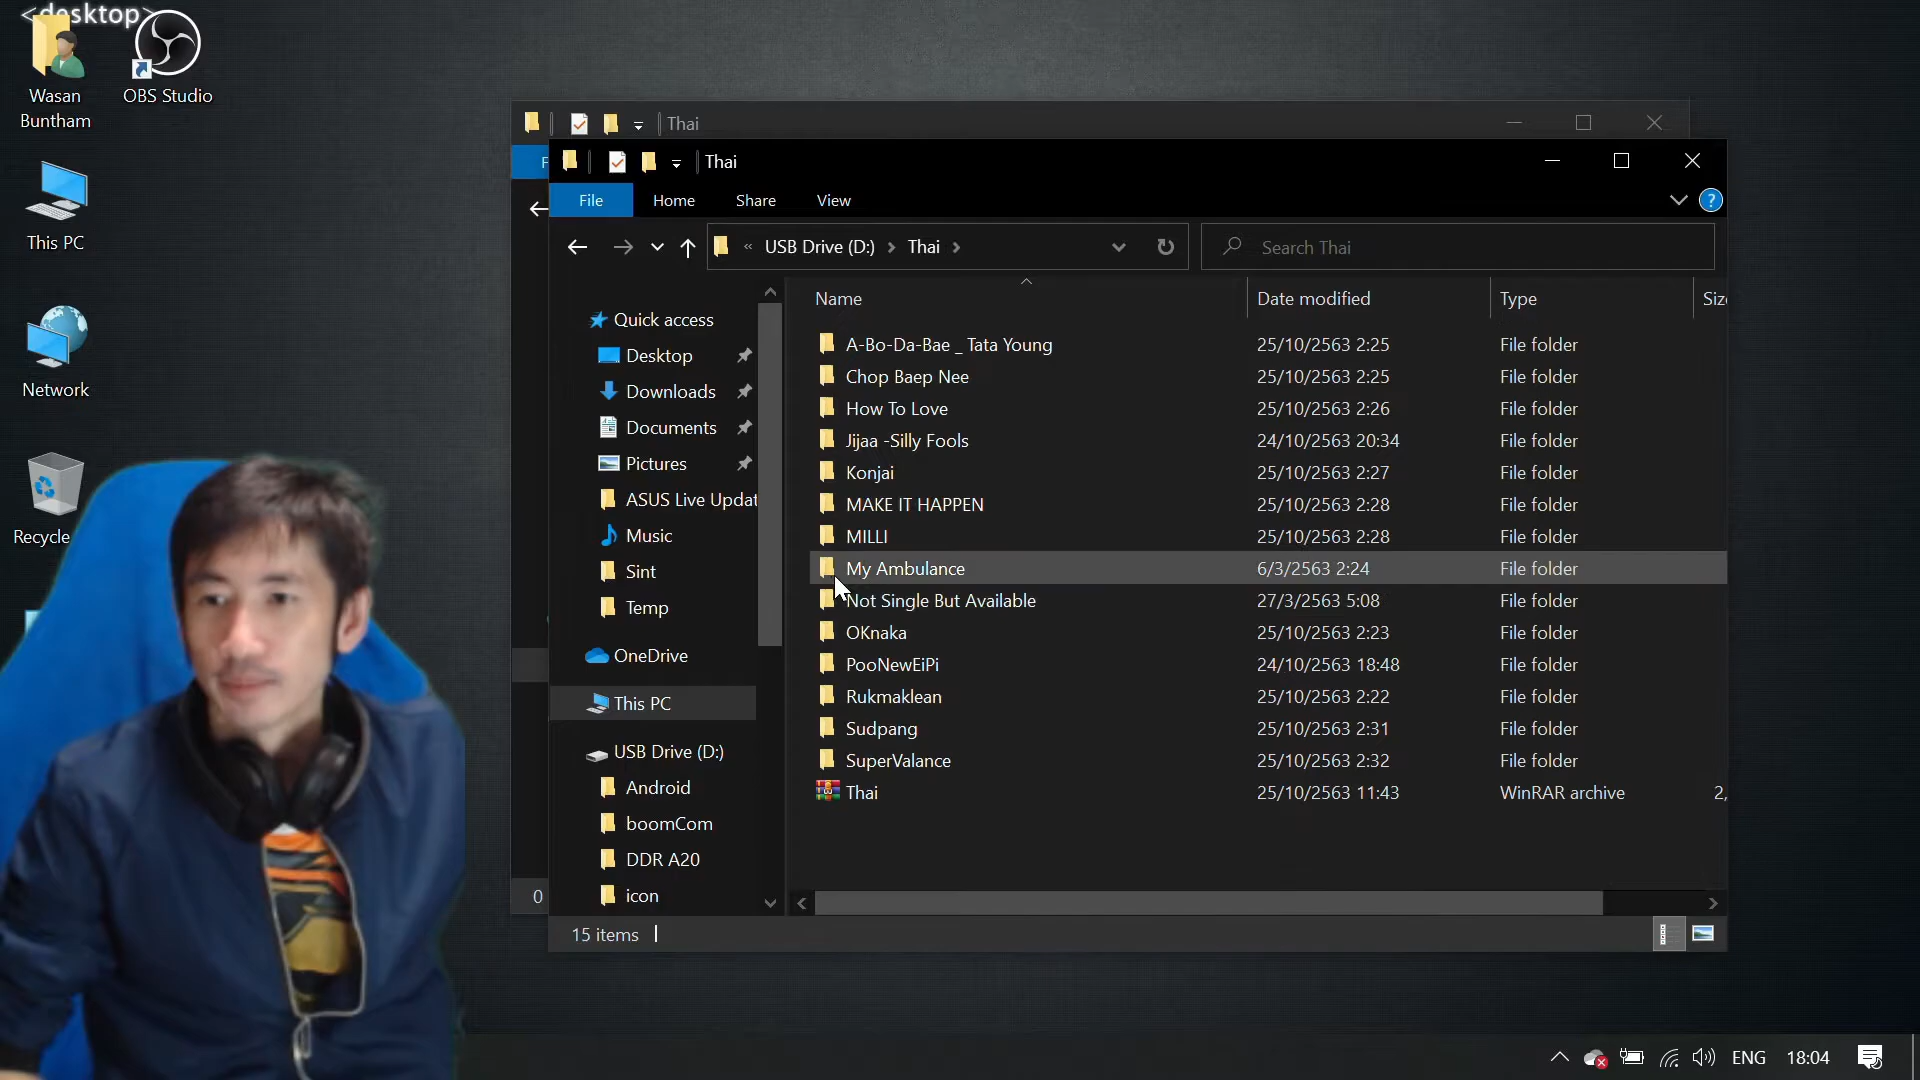 <desktop>
Wasan
Buntham
OBS Studio
This PC
Network
Recycle
Thai
F
0
Thai
File
Home
Share
View
« USB Drive (D:) > Thai >
Search Thai
Name
Date modified
Type
Quick access
Desktop
Downloads
Documents
Pictures
ASUS Live Updat
Music
Sint
Temp
OneDrive
This PC
USB Drive (D:)
Android
boomCom
DDR A20
icon
A-Bo-Da-Bae _ Tata Young 25/10/2563 2:25 File folder
Chop Baep Nee 25/10/2563 2:25 File folder
How To Love 25/10/2563 2:26 File folder
Jijaa -Silly Fools 24/10/2563 20:34 File folder
Konjai 25/10/2563 2:27 File folder
MAKE IT HAPPEN 25/10/2563 2:28 File folder
MILLI 25/10/2563 2:28 File folder
My Ambulance 6/3/2563 2:24 File folder
Not Single But Available 27/3/2563 5:08 File folder
OKnaka 25/10/2563 2:23 File folder
PooNewEiPi 24/10/2563 18:48 File folder
Rukmaklean 25/10/2563 2:22 File folder
Sudpang 25/10/2563 2:31 File folder
SuperValance 25/10/2563 2:32 File folder
Thai 25/10/2563 11:43 WinRAR archive 2,
15 items
ENG
18:04